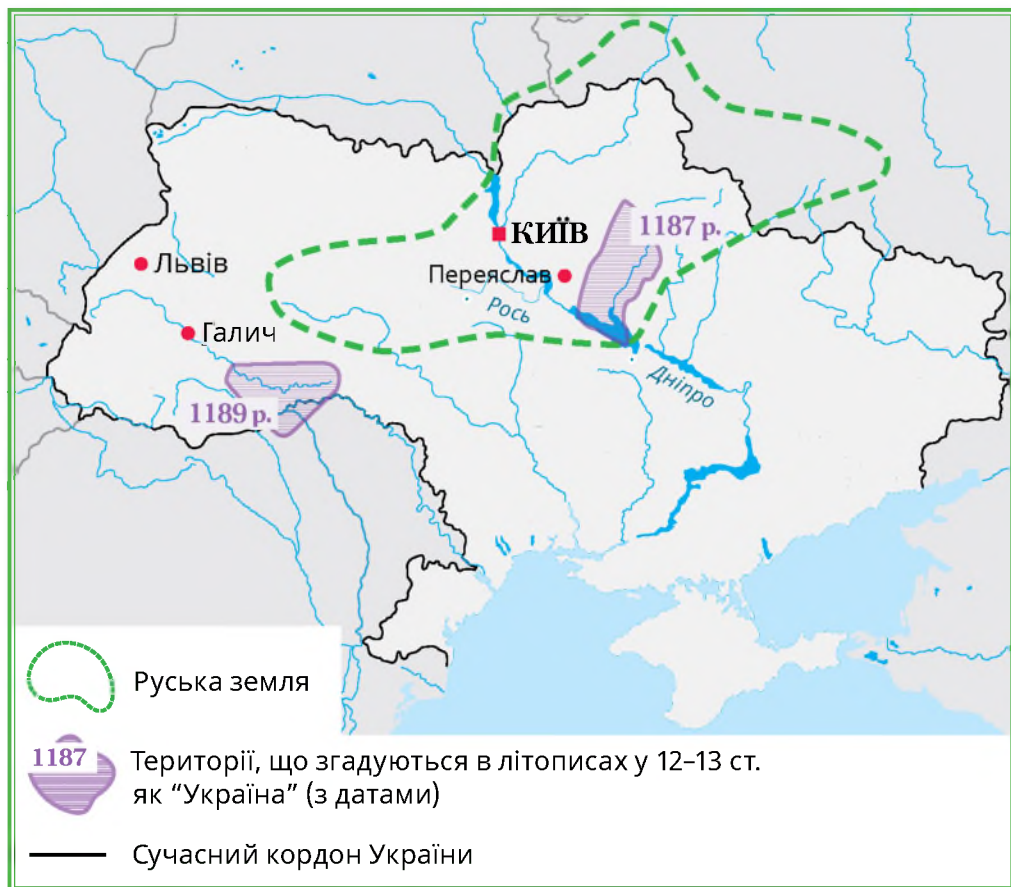 КИЇВ
1187 р.
Львів
Переяслав
Рось
Галич
Дніпро
1189 р.
Руська земля
1187
Території, що згадуються в літописах у 12–13 ст.
як “Україна” (з датами)
Сучасний кордон України